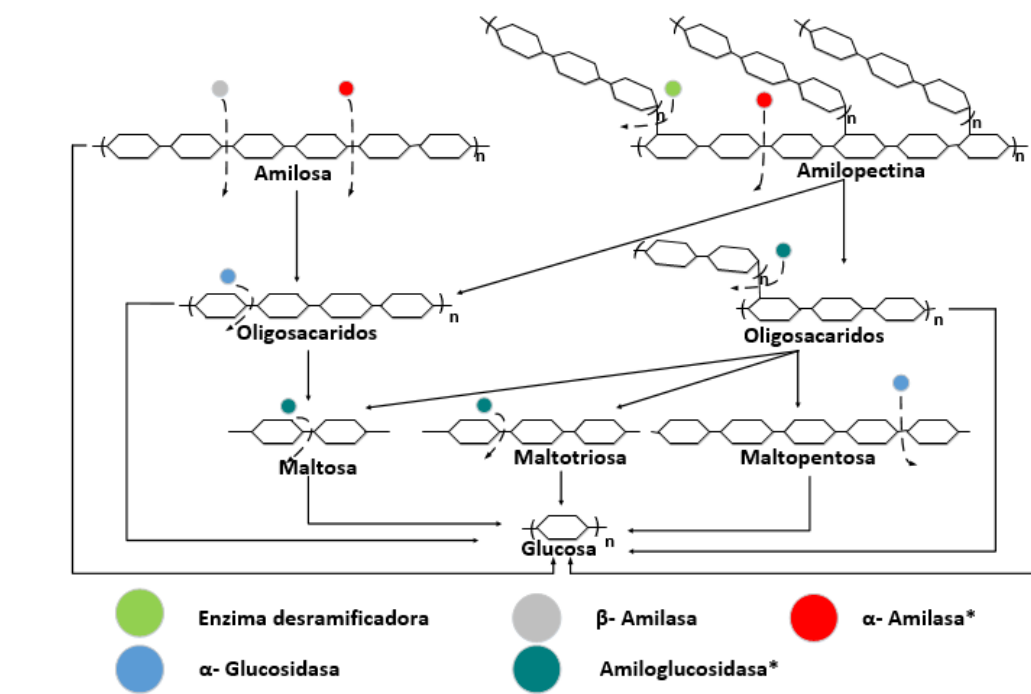 n
n
n
n
n
Amilosa
Amilopectina
n
n
n
Oligosacaridos
Oligosacaridos
Maltosa
Maltotriosa
Maltopentosa
Glucosa n
Enzima desramificadora
β- Amilasa
α- Amilasa*
α- Glucosidasa
Amiloglucosidasa*